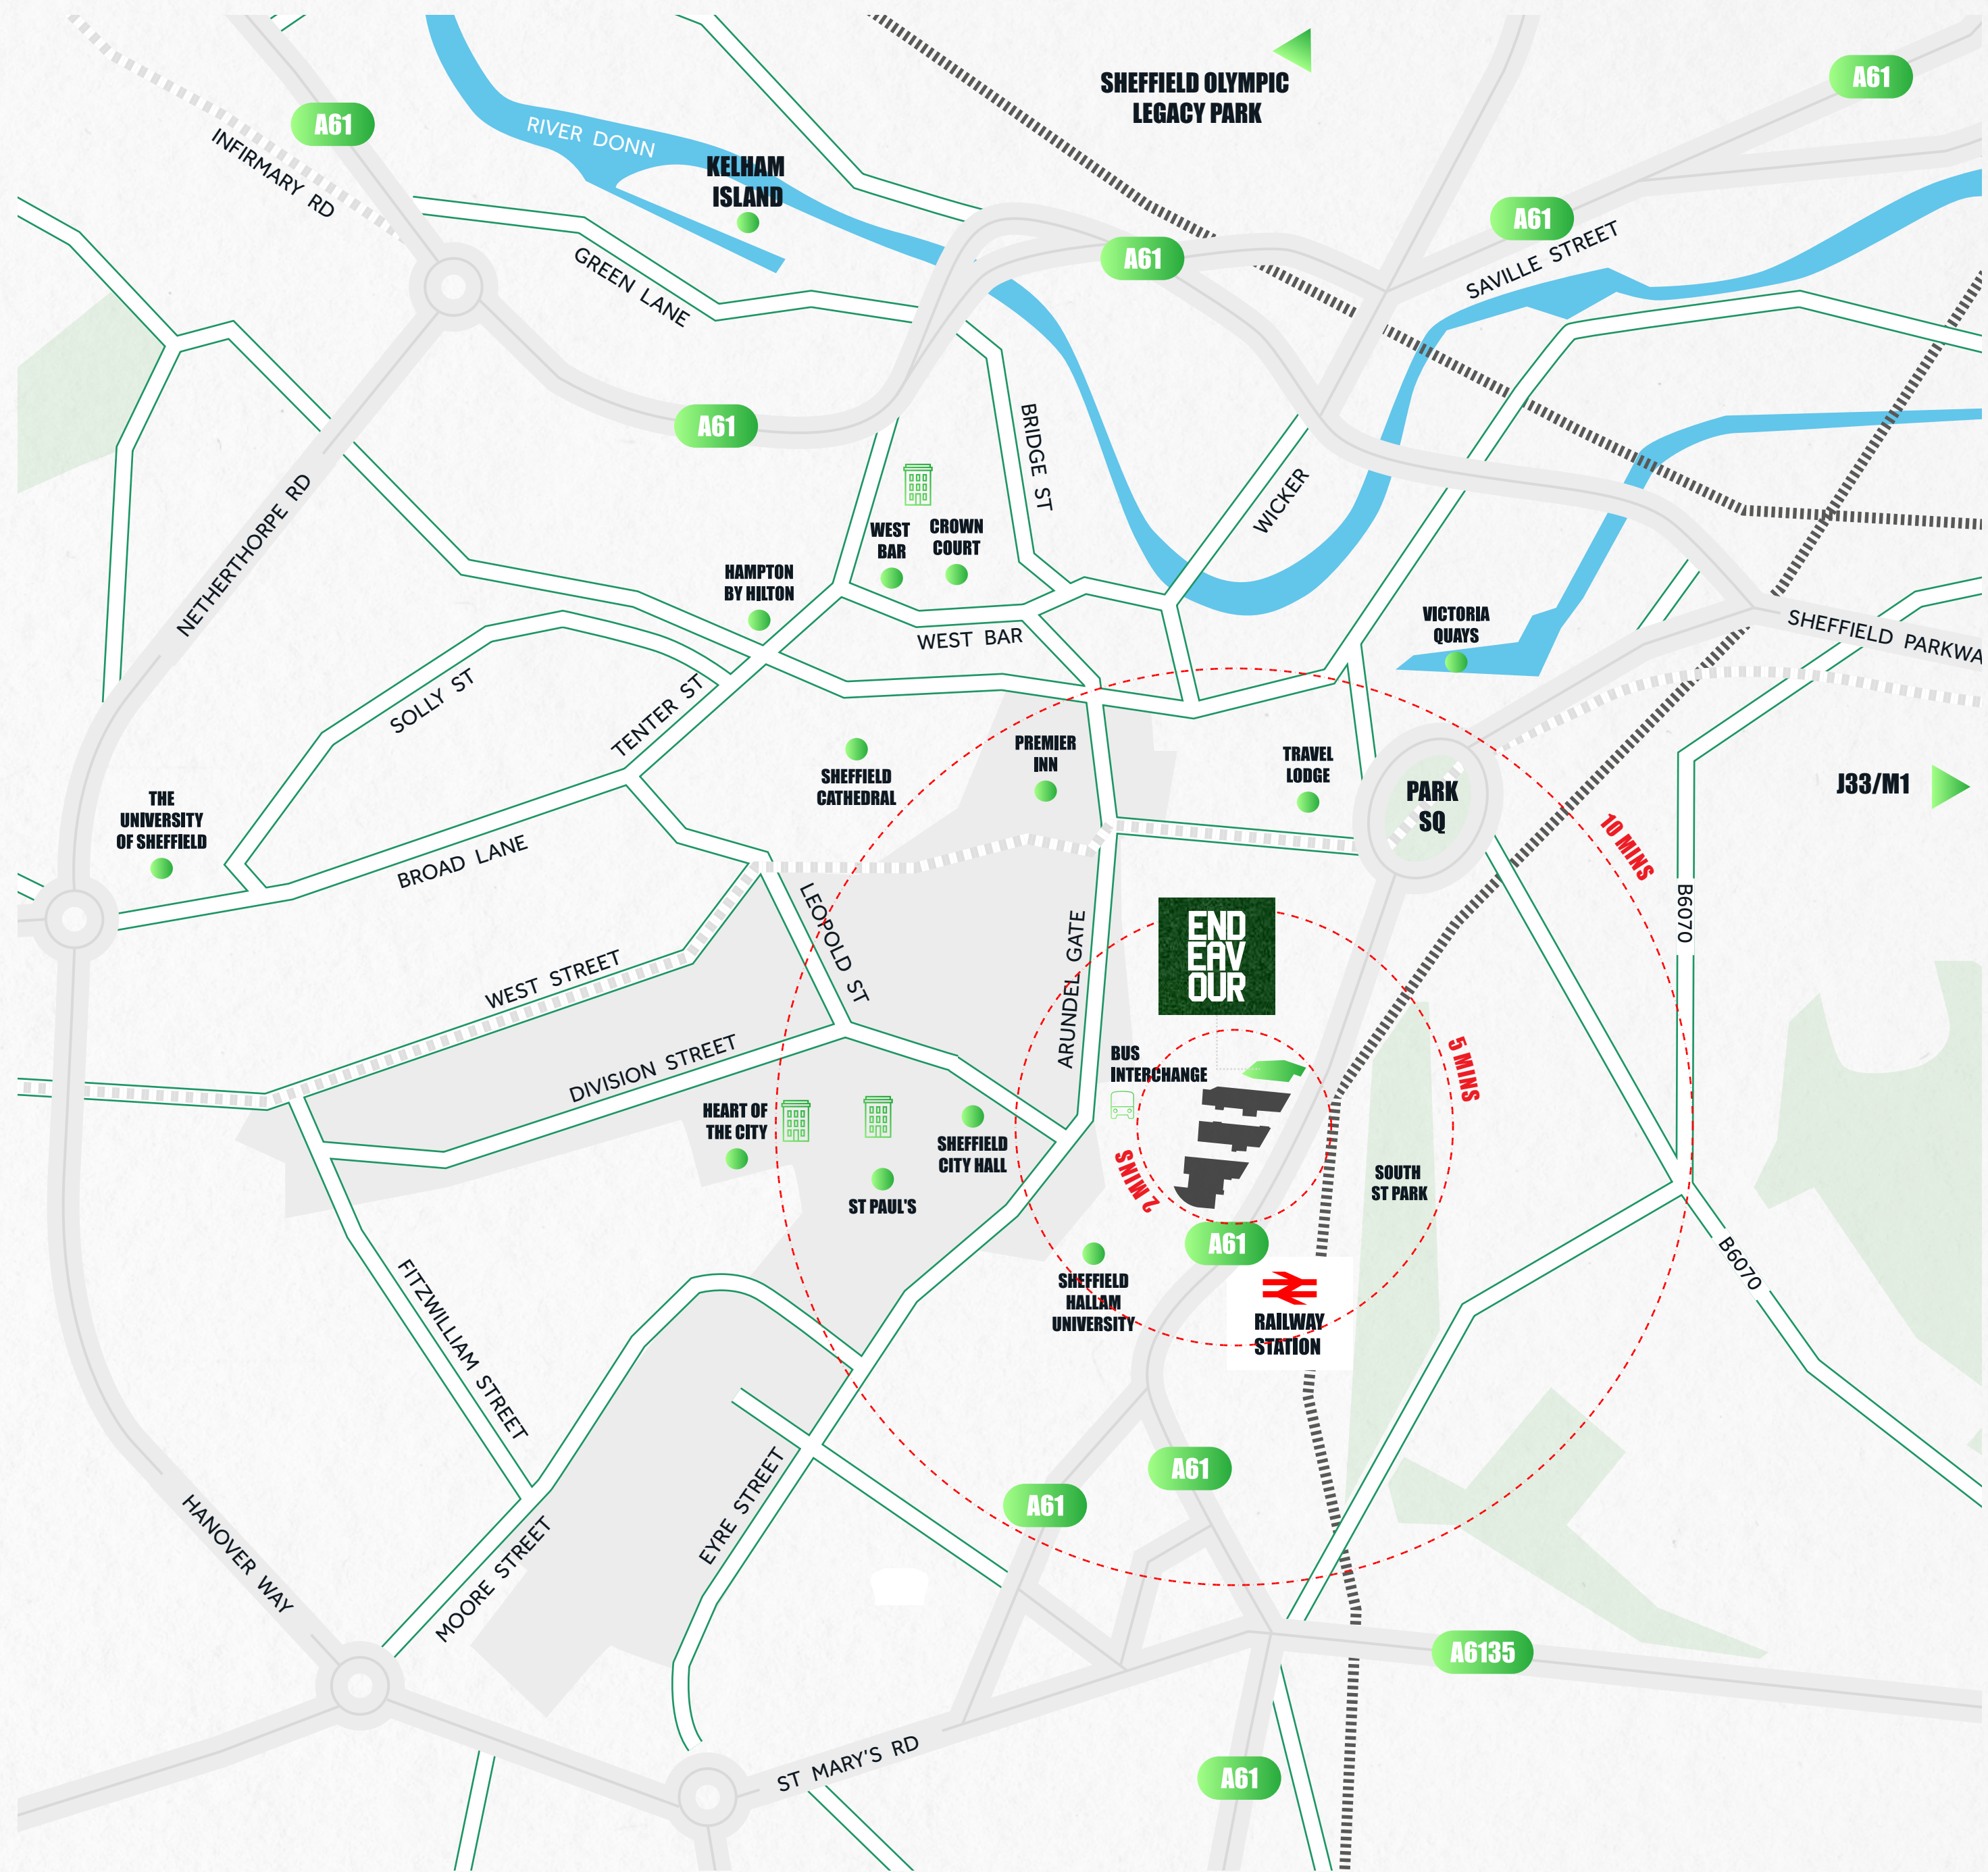 SHEFFIELD OLYMPIC
LEGACY PARK
A61
A61
INFIRMARY RD
RIVER DONN
KELHAM
ISLAND
A61
SAVILLE STREET
A61
GREEN LANE
A61
BRIDGE ST
WICKER
NETHERTHORPE RD
WEST
BAR
CROWN
COURT
HAMPTON
BY HILTON
WEST BAR
VICTORIA
QUAYS
SHEFFIELD PARKWA
SOLLY ST
TENTER ST
SHEFFIELD
CATHEDRAL
PREMIER
INN
TRAVEL
LODGE
PARK
SQ
J33/M1
THE
UNIVERSITY
OF SHEFFIELD
BROAD LANE
10 MINS
LEOPOLD ST
ARUNDEL GATE
END
EAV
OUR
B6070
WEST STREET
DIVISION STREET
BUS
INTERCHANGE
5 MINS
HEART OF
THE CITY
SHEFFIELD
CITY HALL
ST PAUL'S
2 MINS
SOUTH
ST PARK
A61
SHEFFIELD
HALLAM
UNIVERSITY
RAILWAY
STATION
B6070
FITZWILLIAM STREET
EYRE STREET
A61
A61
HANOVER WAY
MOORE STREET
A6135
ST MARY'S RD
A61